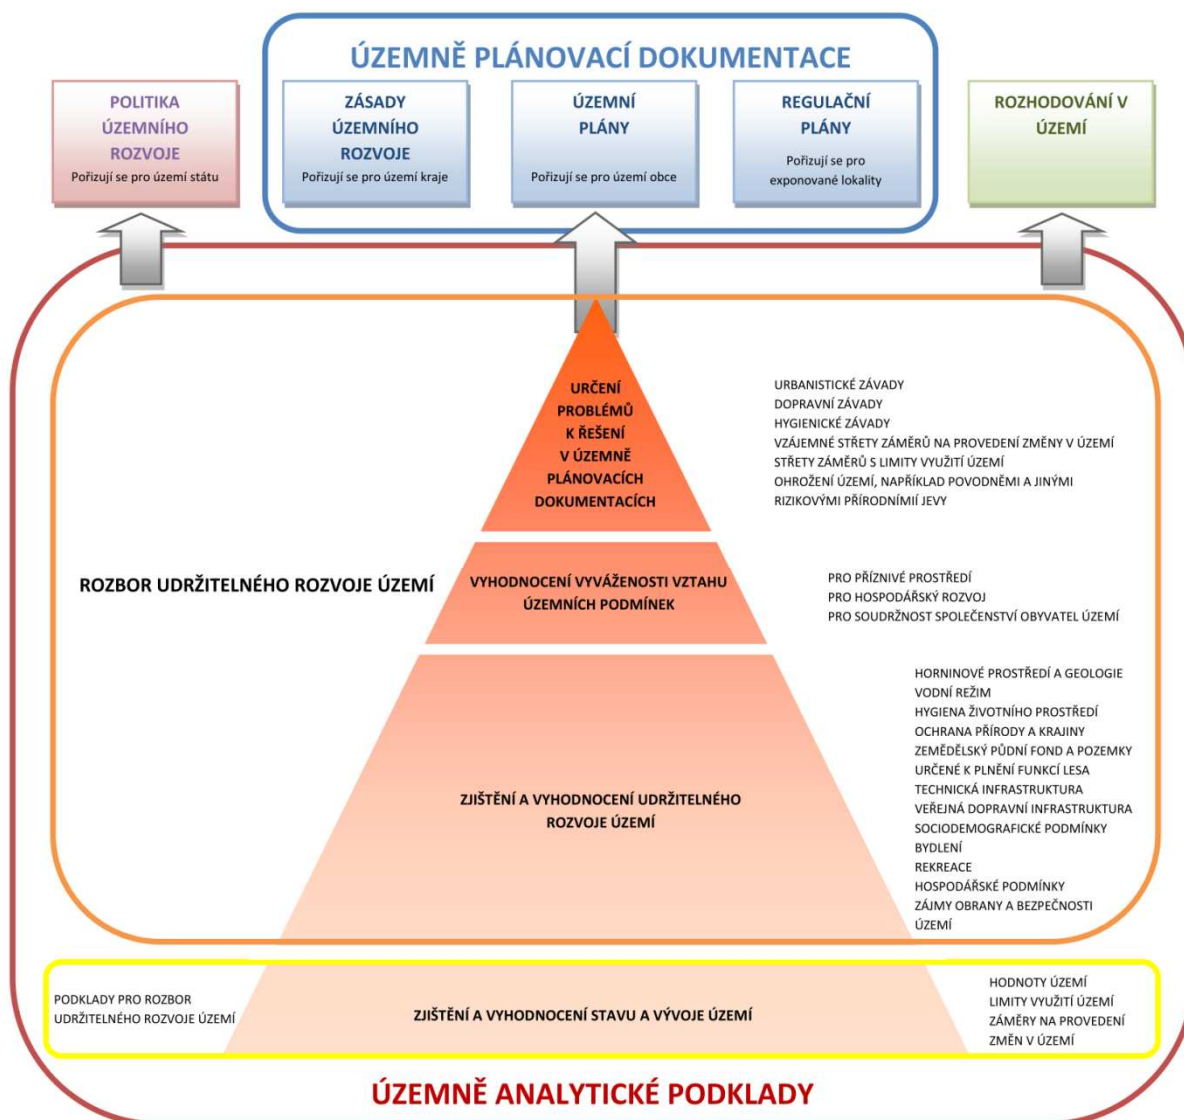 ÚZEMNĚ PLÁNOVACÍ DOKUMENTACE
POLITIKA
ÚZEMNÍHO
ROZVOJE
Pořizují se pro území státu
ZÁSADY
ÚZEMNÍHO
ROZVOJE
Pořizují se pro území kraje
ÚZEMNÍ
PLÁNY
Pořizují se pro území obce
REGULAČNÍ
PLÁNY
Pořizují se pro
exponované lokality
ROZHODOVÁNÍ V
ÚZEMÍ
URČENÍ
PROBLÉMŮ
K ŘEŠENÍ
V ÚZEMNĚ
PLÁNOVACÍCH
DOKUMENTACÍCH
URBANISTICKÉ ZÁVADY
DOPRAVNÍ ZÁVADY
HYGIENICKÉ ZÁVADY
VZÁJEMNÉ STŘETY ZÁMĚRŮ NA PROVEDENÍ ZMĚNY V ÚZEMÍ
STŘETY ZÁMĚRŮ S LIMITY VYUŽITÍ ÚZEMÍ
OHROŽENÍ ÚZEMÍ, NAPŘÍKLAD POVODNĚMI A JINÝMI
RIZIKOVÝMI PŘÍRODNÍMIÍ JEVY
ROZBOR UDRŽITELNÉHO ROZVOJE ÚZEMÍ
VYHODNOCENÍ VYVÁŽENOSTI VZTAHU
ÚZEMNÍCH PODMÍNEK
PRO PŘÍZNIVÉ PROSTŘEDÍ
PRO HOSPODÁŘSKÝ ROZVOJ
PRO SOUDRŽNOST SPOLEČENSTVÍ OBYVATEL ÚZEMÍ
ZJIŠTĚNÍ A VYHODNOCENÍ UDRŽITELNÉHO
ROZVOJE ÚZEMÍ
HORNINOVÉ PROSTŘEDÍ A GEOLOGIE
VODNÍ REŽIM
HYGIENA ŽIVOTNÍHO PROSTŘEDÍ
OCHRANA PŘÍRODY A KRAJINY
ZEMĚDĚLSKÝ PŮDNÍ FOND A POZEMKY
URČENÉ K PLNĚNÍ FUNKCÍ LESA
TECHNICKÁ INFRASTRUKTURA
VEŘEJNÁ DOPRAVNÍ INFRASTRUKTURA
SOCIODEMOGRAFICKÉ PODMÍNKY
BYDLENÍ
REKREACE
HOSPODÁŘSKÉ PODMÍNKY
ZÁJMY OBRANY A BEZPEČNOSTI
ÚZEMÍ
PODKLADY PRO ROZBOR
UDRŽITELNÉHO ROZVOJE ÚZEMÍ
ZJIŠTĚNÍ A VYHODNOCENÍ STAVU A VÝVOJE ÚZEMÍ
HODNOTY ÚZEMÍ
LIMITY VYUŽITÍ ÚZEMÍ
ZÁMĚRY NA PROVEDENÍ
ZMĚN V ÚZEMÍ
ÚZEMNĚ ANALYTICKÉ PODKLADY